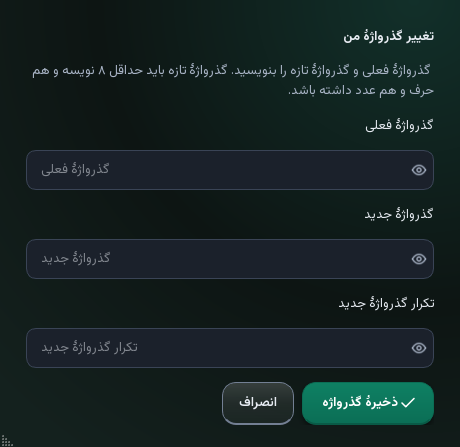 تغییر گذرواژهٔ من
گذرواژهٔ فعلی و گذرواژهٔ تازه را بنویسید. گذرواژهٔ تازه باید حداقل ۸ نویسه و هم
حرف و هم عدد داشته باشد.
گذرواژهٔ فعلی
گذرواژهٔ فعلی
گذرواژهٔ جدید
گذرواژهٔ جدید
تکرار گذرواژهٔ جدید
تکرار گذرواژهٔ جدید
ذخیرهٔ گذرواژه
انصراف